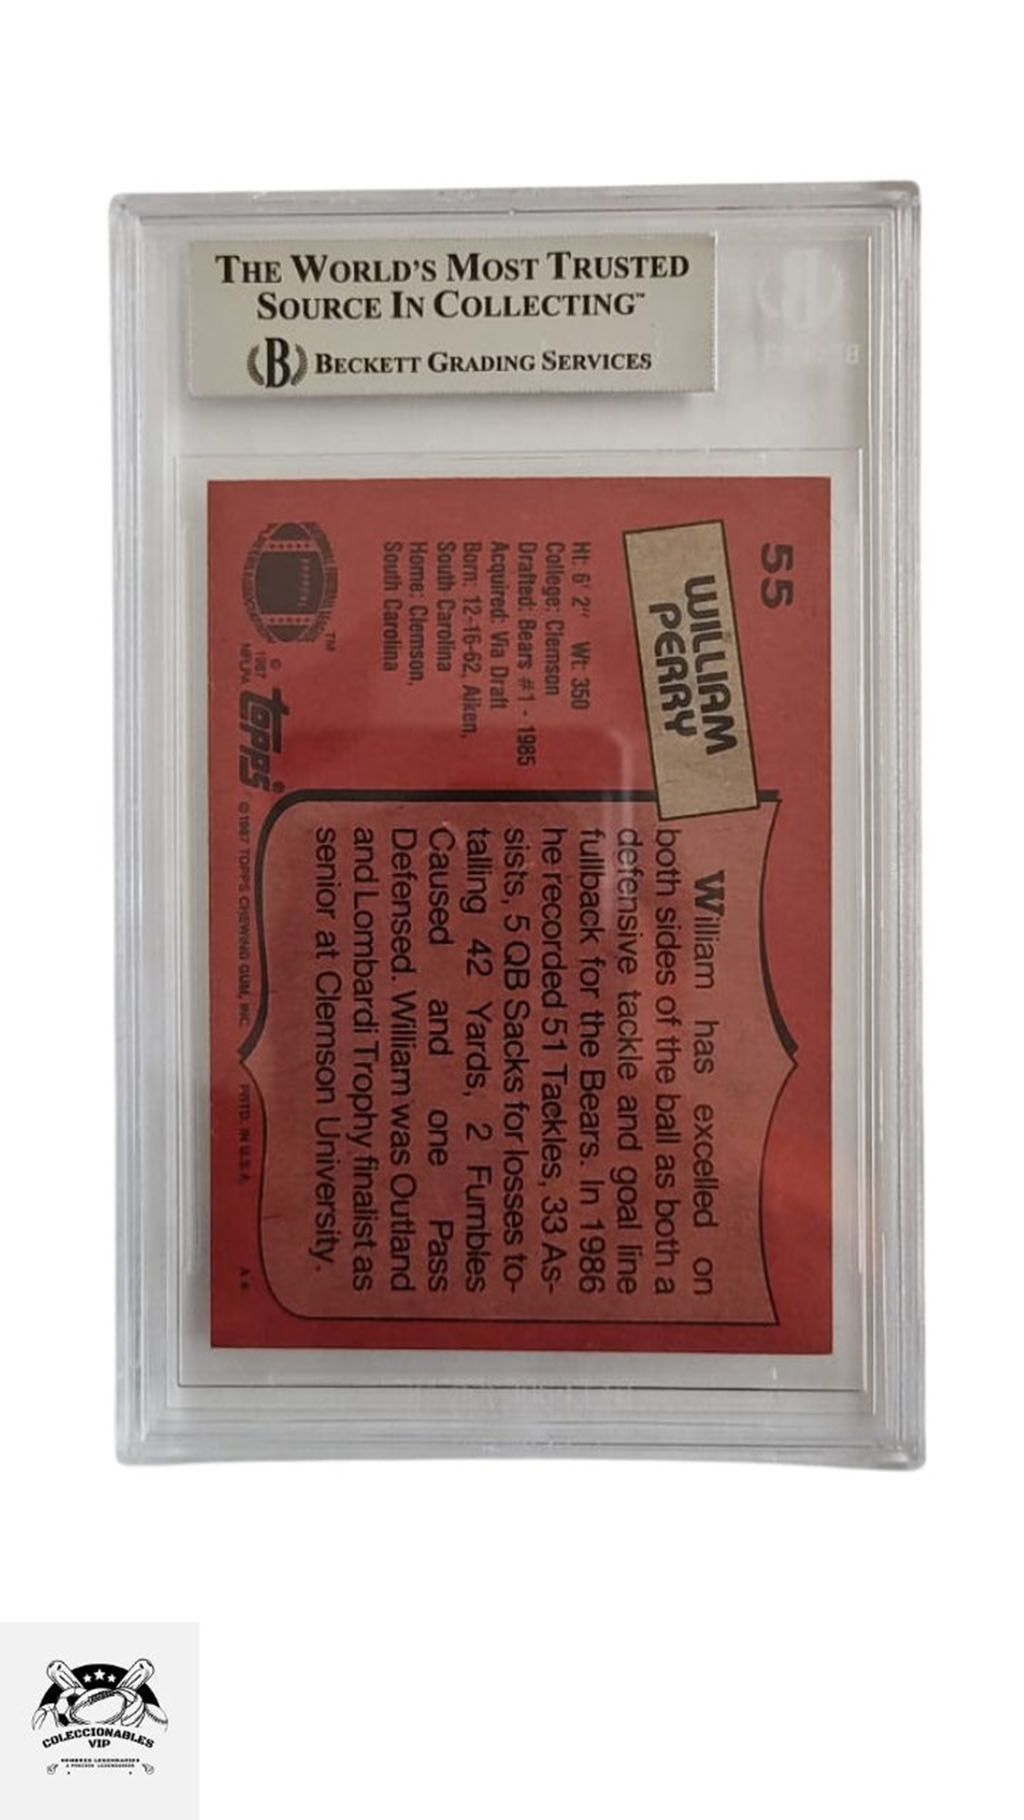 THE WORLD'S MOST TRUSTED
SOURCE IN COLLECTING™
B BECKETT GRADING SERVICES
55
WILLIAM
PERRY
Ht: 6' 2" Wt: 350
College: Clemson
Drafted: Bears #1 - 1985
Acquired: Via Draft
Born: 12-16-62, Aiken,
South Carolina
Home: Clemson,
South Carolina
William has excelled on
both sides of the ball as both a
defensive tackle and goal line
fullback for the Bears. In 1986
he recorded 51 Tackles, 33 As-
sists, 5 QB Sacks for losses to-
talling 42 Yards, 2 Fumbles
Caused and one Pass
Defensed. William was Outland
and Lombardi Trophy finalist as
senior at Clemson University.
TM
© 1987 NFLPA
topps®
© 1987 TOPPS CHEWING GUM, INC.
PRTD. IN U.S.A.
A*
COLECCIONABLES
VIP
HOMBRES LEGENDARIOS